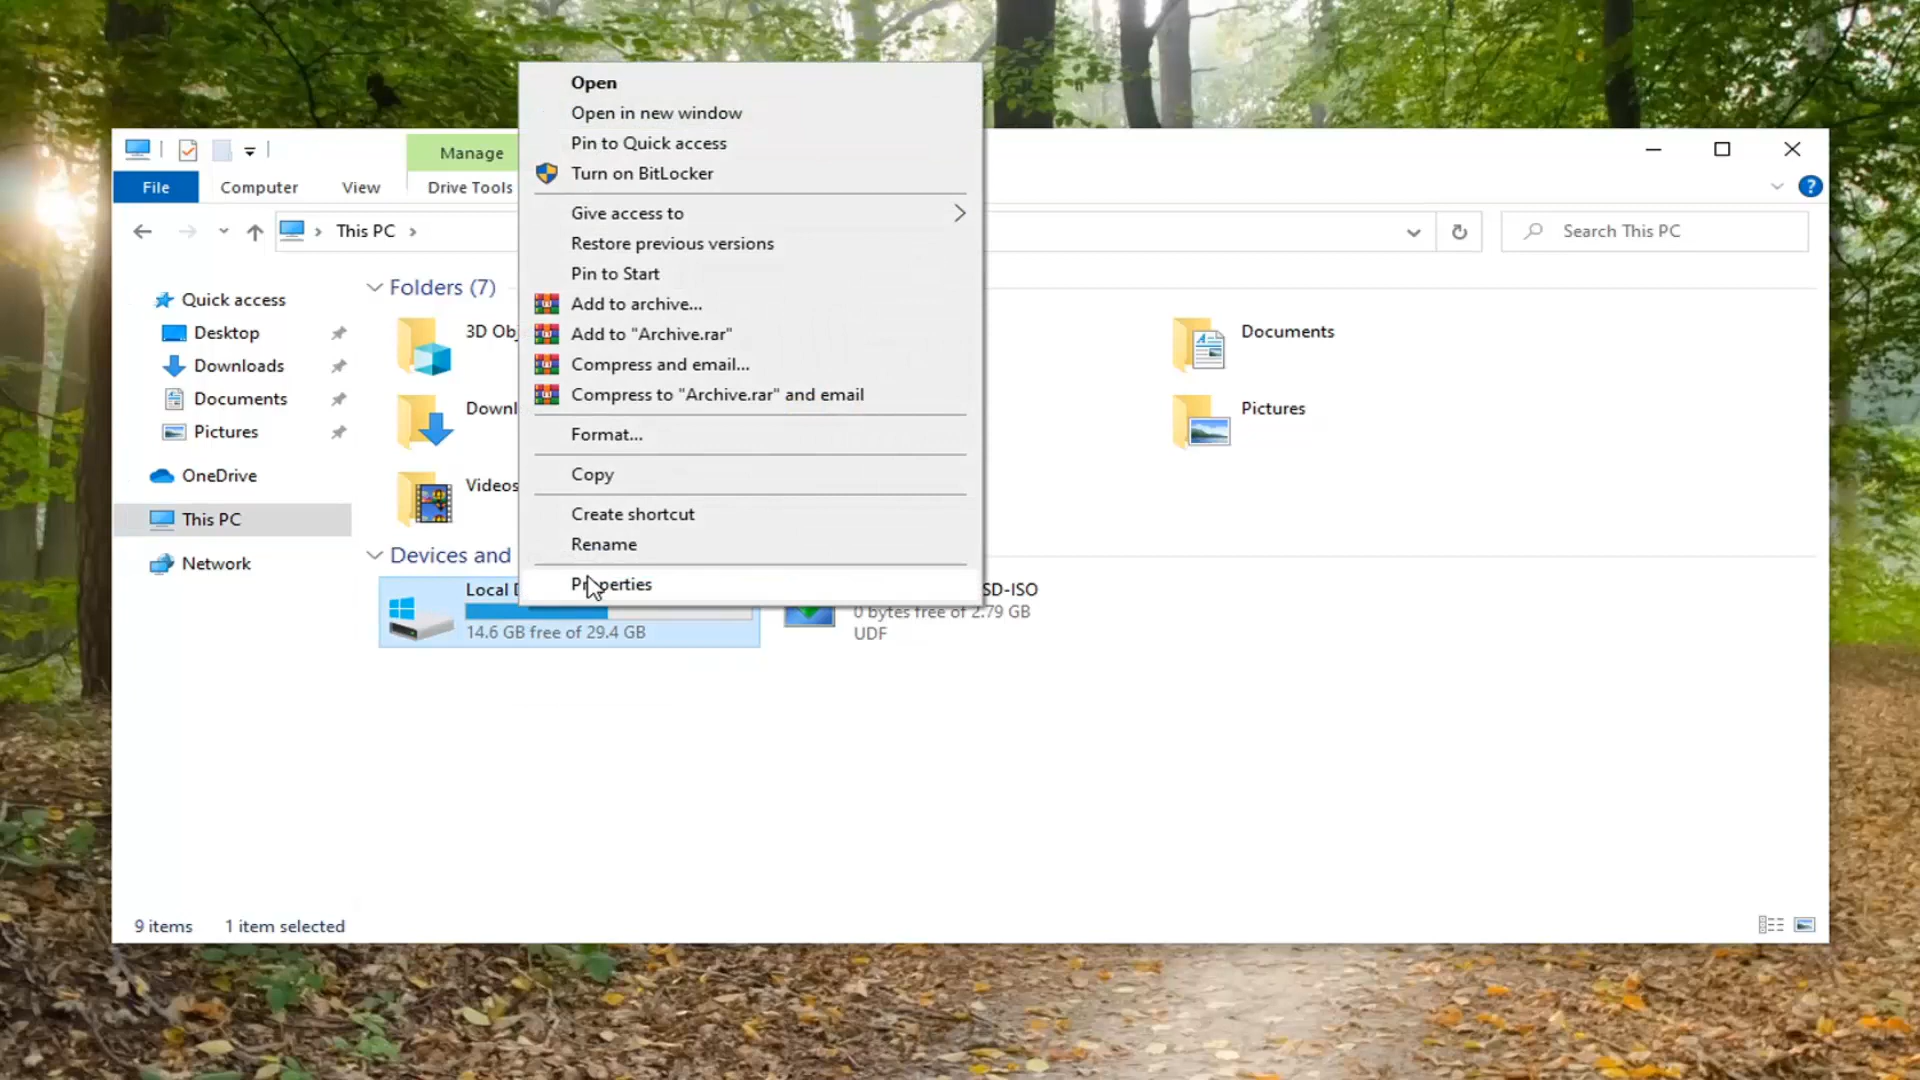 Manage
File
Computer
View
Drive Tools
This PC
Search This PC
Open
Open in new window
Pin to Quick access
Turn on BitLocker
Give access to
Restore previous versions
Pin to Start
Add to archive...
Add to "Archive.rar"
Compress and email...
Compress to "Archive.rar" and email
Format...
Copy
Create shortcut
Rename
Properties
Quick access
Desktop
Downloads
Documents
Pictures
OneDrive
This PC
Network
Folders (7)
3D Obj
Downl
Videos
Documents
Pictures
Devices and
Local D
14.6 GB free of 29.4 GB
SD-ISO
0 bytes free of 2.79 GB
UDF
9 items
1 item selected